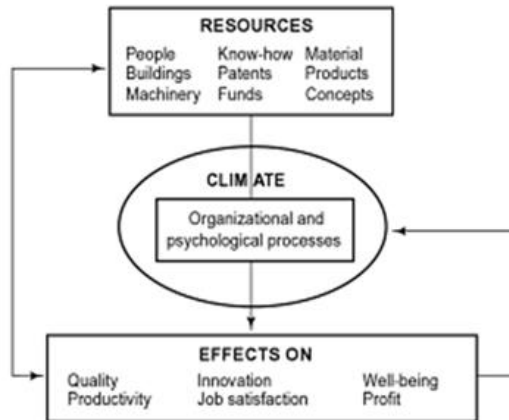 RESOURCES
People Know-how Material
Buildings Patents Products
Machinery Funds Concepts
CLIMATE
Organizational and
psychological processes
EFFECTS ON
Quality Innovation Well-being
Productivity Job satisfaction Profit